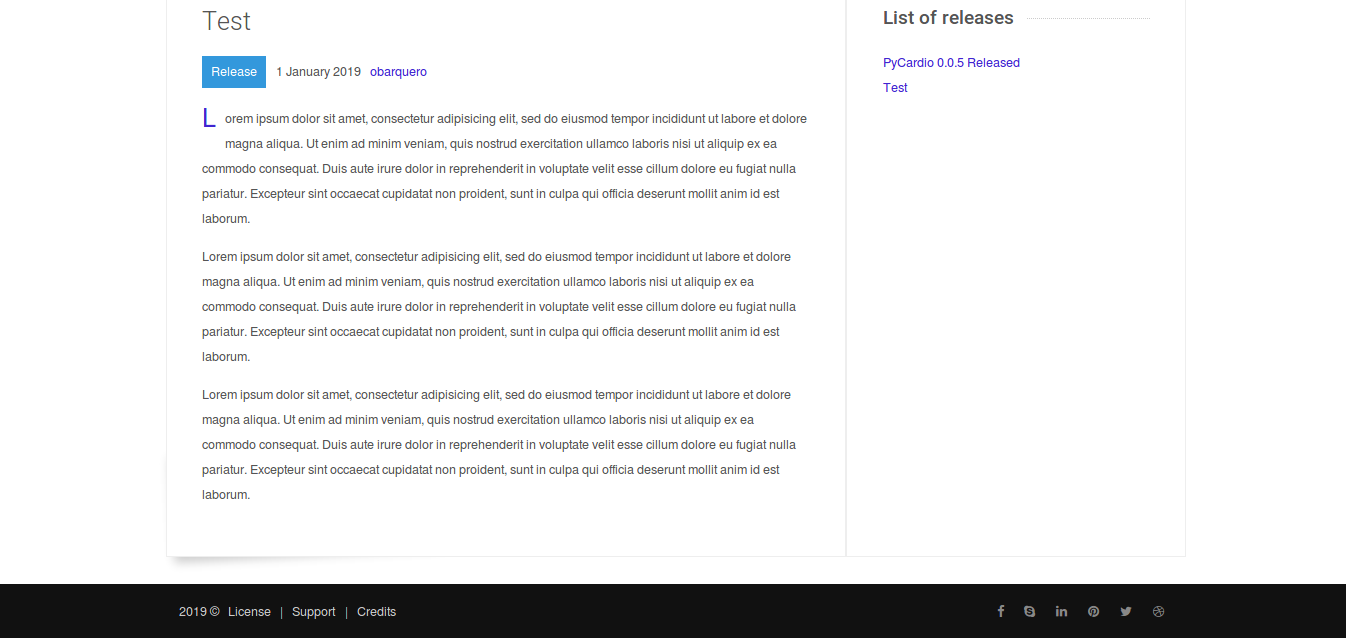 Test
Release 1 January 2019 obarquero
Lorem ipsum dolor sit amet, consectetur adipisicing elit, sed do eiusmod tempor incididunt ut labore et dolore
magna aliqua. Ut enim ad minim veniam, quis nostrud exercitation ullamco laboris nisi ut aliquip ex ea
commodo consequat. Duis aute irure dolor in reprehenderit in voluptate velit esse cillum dolore eu fugiat nulla
pariatur. Excepteur sint occaecat cupidatat non proident, sunt in culpa qui officia deserunt mollit anim id est
laborum.
Lorem ipsum dolor sit amet, consectetur adipisicing elit, sed do eiusmod tempor incididunt ut labore et dolore
magna aliqua. Ut enim ad minim veniam, quis nostrud exercitation ullamco laboris nisi ut aliquip ex ea
commodo consequat. Duis aute irure dolor in reprehenderit in voluptate velit esse cillum dolore eu fugiat nulla
pariatur. Excepteur sint occaecat cupidatat non proident, sunt in culpa qui officia deserunt mollit anim id est
laborum.
Lorem ipsum dolor sit amet, consectetur adipisicing elit, sed do eiusmod tempor incididunt ut labore et dolore
magna aliqua. Ut enim ad minim veniam, quis nostrud exercitation ullamco laboris nisi ut aliquip ex ea
commodo consequat. Duis aute irure dolor in reprehenderit in voluptate velit esse cillum dolore eu fugiat nulla
pariatur. Excepteur sint occaecat cupidatat non proident, sunt in culpa qui officia deserunt mollit anim id est
laborum.
List of releases
PyCardio 0.0.5 Released
Test
2019 © License | Support | Credits